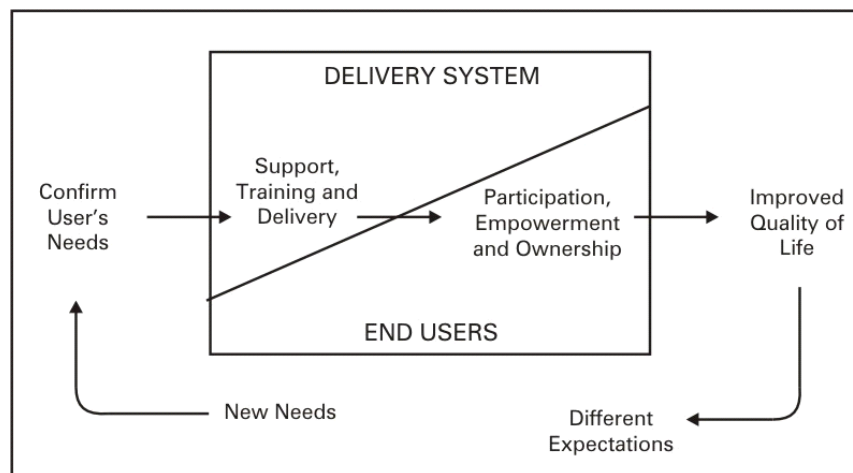 DELIVERY SYSTEM
Confirm
User's
Needs
Support,
Training and
Delivery
Participation,
Empowerment
and Ownership
Improved
Quality of
Life
END USERS
New Needs
Different
Expectations